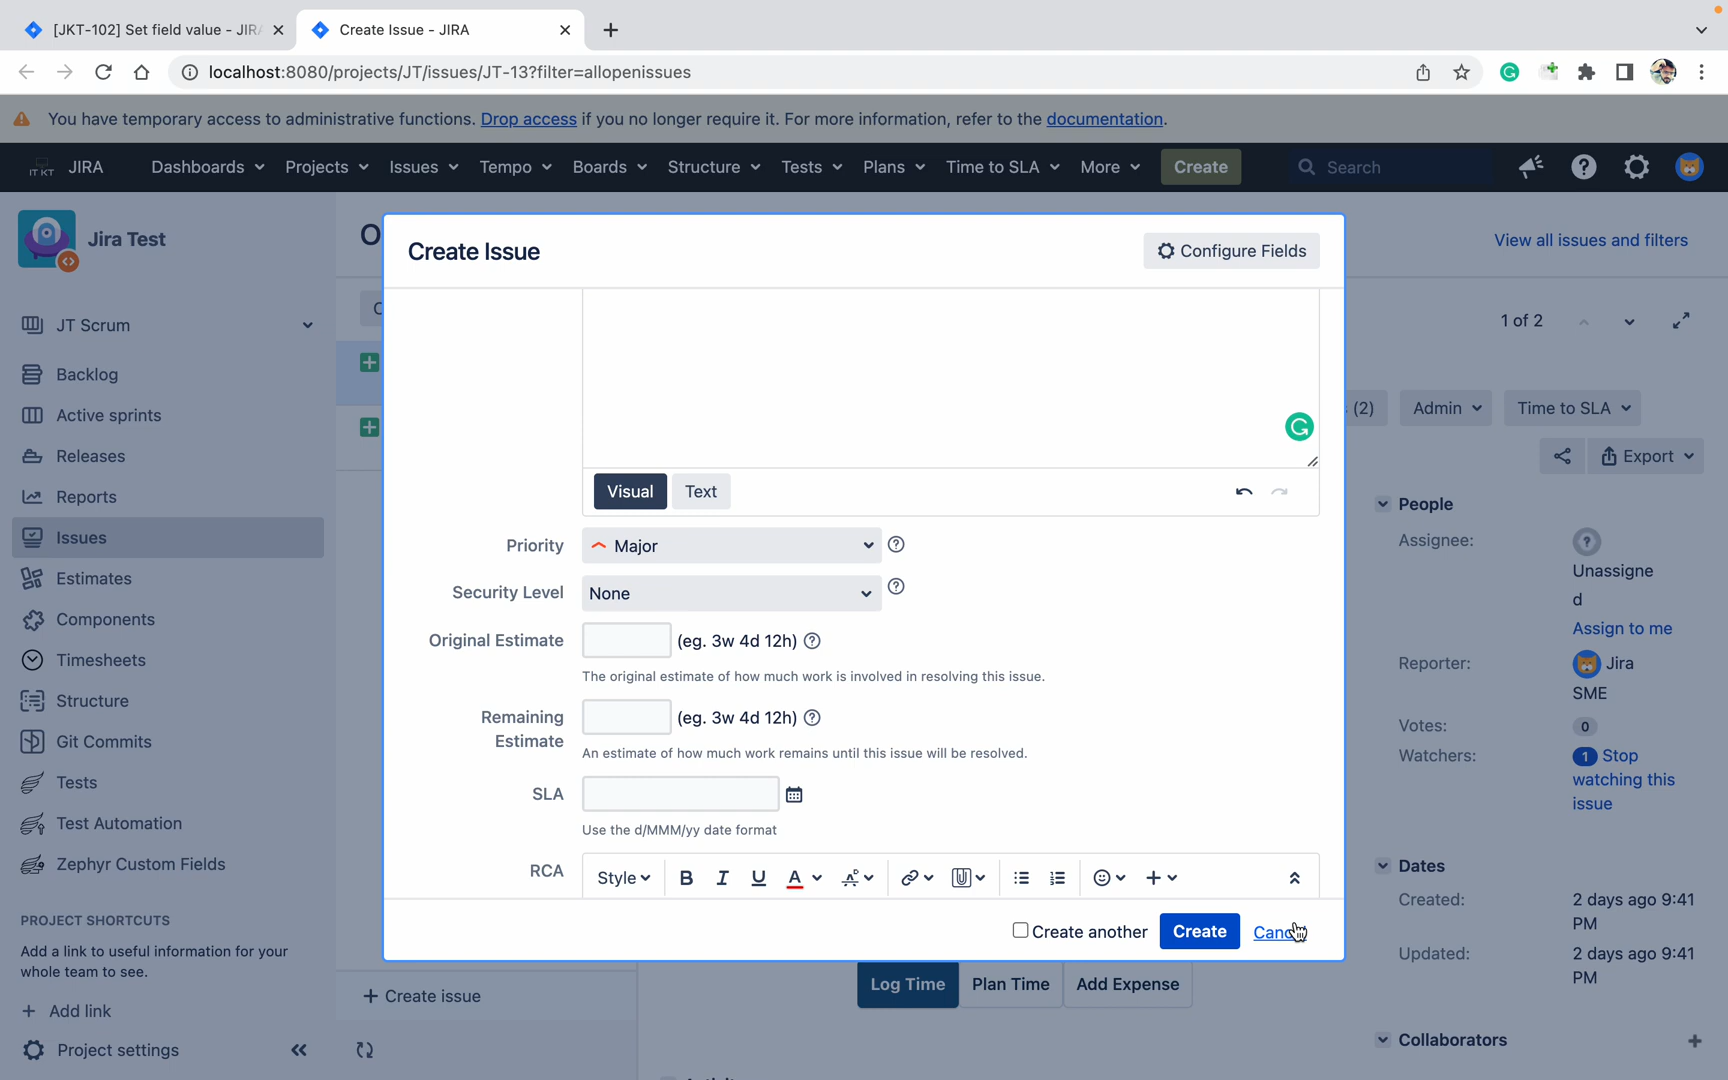 [JKT-102] Set field value - JIR
Create Issue - JIRA
localhost:8080/projects/JT/issues/JT-13?filter=allopenissues
You have temporary access to administrative functions. Drop access if you no longer require it. For more information, refer to the documentation.
IT KT JIRA Dashboards Projects Issues Tempo Boards Structure Tests Plans Time to SLA More Create Search
Jira Test
View all issues and filters
JT Scrum
Backlog
Active sprints
Releases
Reports
Issues
Estimates
Components
Timesheets
Structure
Git Commits
Tests
Test Automation
Zephyr Custom Fields
PROJECT SHORTCUTS
Add a link to useful information for your
whole team to see.
+ Add link
Project settings
+ Create issue
Create Issue
Configure Fields
Visual Text
Priority Major
Security Level None
Original Estimate (eg. 3w 4d 12h)
The original estimate of how much work is involved in resolving this issue.
Remaining
Estimate
(eg. 3w 4d 12h)
An estimate of how much work remains until this issue will be resolved.
SLA
Use the d/MMM/yy date format
RCA Style B I U A
Create another Create
Log Time Plan Time Add Expense
1 of 2
(2) Admin Time to SLA
Export
People
Assignee:
Unassigne
d
Assign to me
Reporter: Jira
SME
Votes: 0
Watchers: 1 Stop
watching this
issue
Dates
Created: 2 days ago 9:41
PM
Updated: 2 days ago 9:41
PM
Collaborators